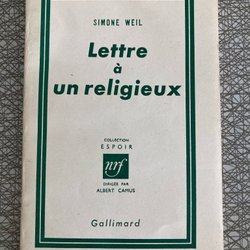 SIMONE WEIL
Lettre
à
un religieux
COLLECTION
ESPOIR
nrf
DIRIGÉE PAR
ALBERT CAMUS
Gallimard